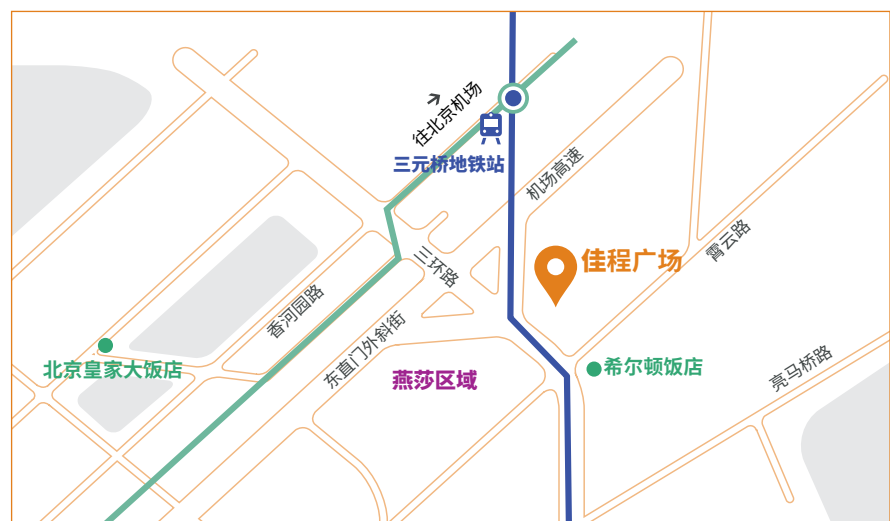 往北京机场
三元桥地铁站
机场高速
霄云路
佳程广场
三环路
香河园路
东直门外斜街
北京皇家大饭店
燕莎区域
希尔顿饭店
亮马桥路